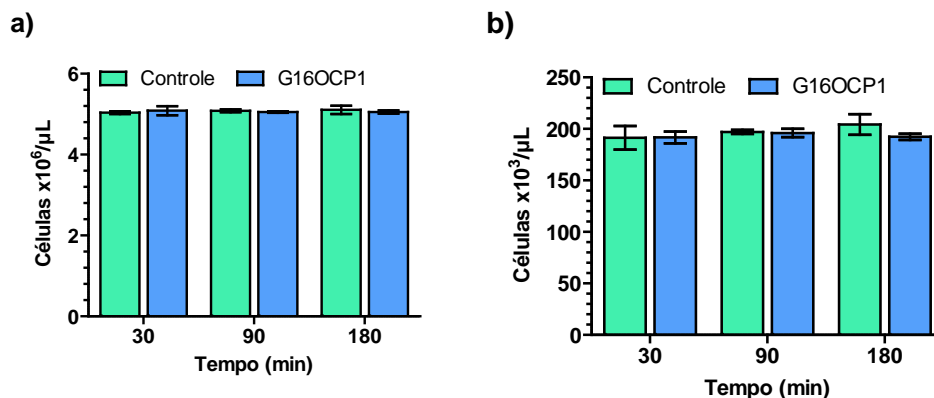 a)
Controle G16OCP1
Células x10⁶/µL
6
4
2
0
30 90 180
Tempo (min)
b)
Controle G16OCP1
Células x10³/µL
250
200
150
100
50
0
30 90 180
Tempo (min)